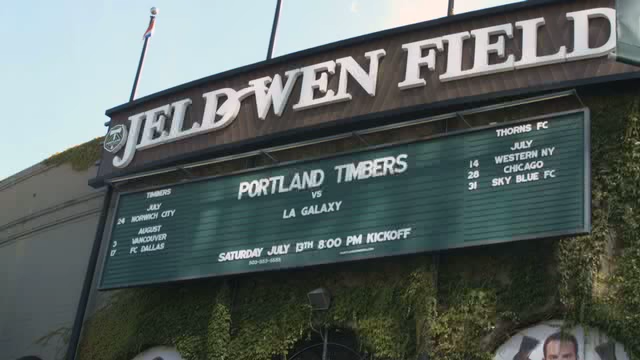 JELD-WEN FIELD
TIMBERS
JULY
24 NORWICH CITY
AUGUST
3 VANCOUVER
17 FC DALLAS
PORTLAND TIMBERS
VS
LA GALAXY
SATURDAY JULY 13TH 8:00 PM KICKOFF
THORNS FC
JULY
14 WESTERN NY
28 CHICAGO
31 SKY BLUE FC